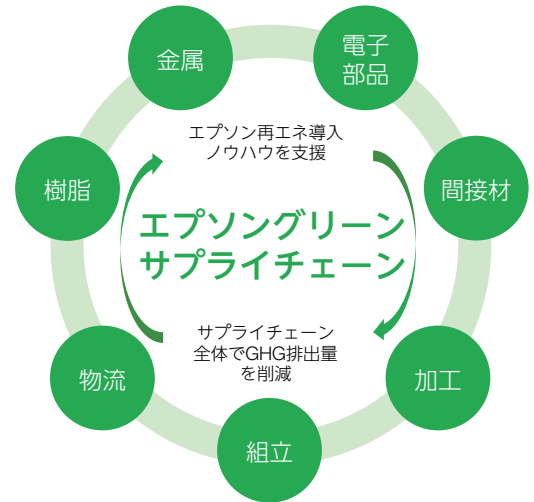 金属
電子
部品
エプソン再エネ導入
ノウハウを支援
樹脂
間接材
エプソングリーン
サプライチェーン
サプライチェーン
全体でGHG排出量
を削減
物流
加工
組立